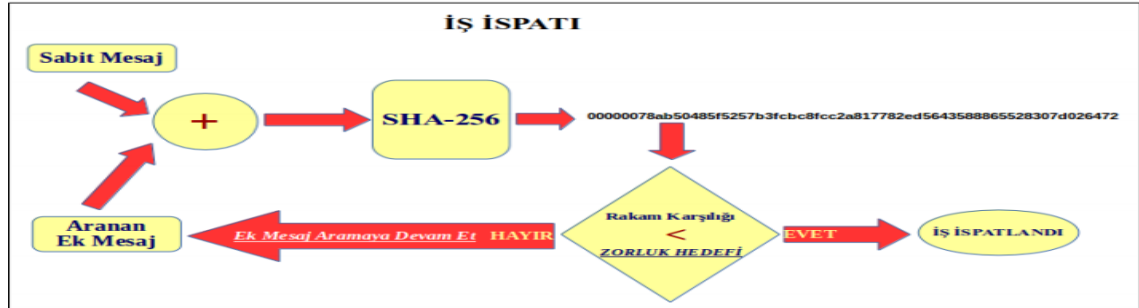 İŞ İSPATI
Sabit Mesaj
+
SHA-256
00000078ab50485f5257b3fcbc8fcc2a817782ed5643588865528307d026472
Aranan
Ek Mesaj
Ek Mesaj Aramaya Devam Et HAYIR
Rakam Karşılığı
<
ZORLUK HEDEFİ
EVET
İŞ İSPATLANDI